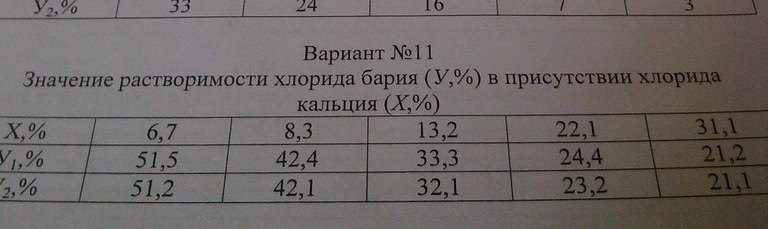 У₂,% 33 24 16 7 3
Вариант №11
Значение растворимости хлорида бария (У,%) в присутствии хлорида
кальция (Х,%)
Х,% 6,7 8,3 13,2 22,1 31,1
У₁,% 51,5 42,4 33,3 24,4 21,2
У₂,% 51,2 42,1 32,1 23,2 21,1